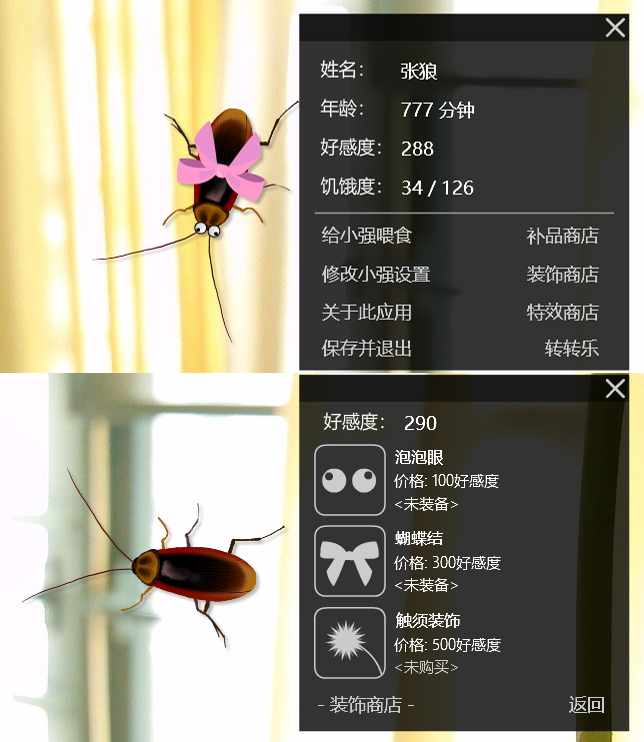 姓名： 张狼
年龄： 777 分钟
好感度： 288
饥饿度： 34 / 126
给小强喂食 补品商店
修改小强设置 装饰商店
关于此应用 特效商店
保存并退出 转转乐
好感度： 290
泡泡眼
价格: 100好感度
<未装备>
蝴蝶结
价格: 300好感度
<未装备>
触须装饰
价格: 500好感度
<未购买>
- 装饰商店 - 返回